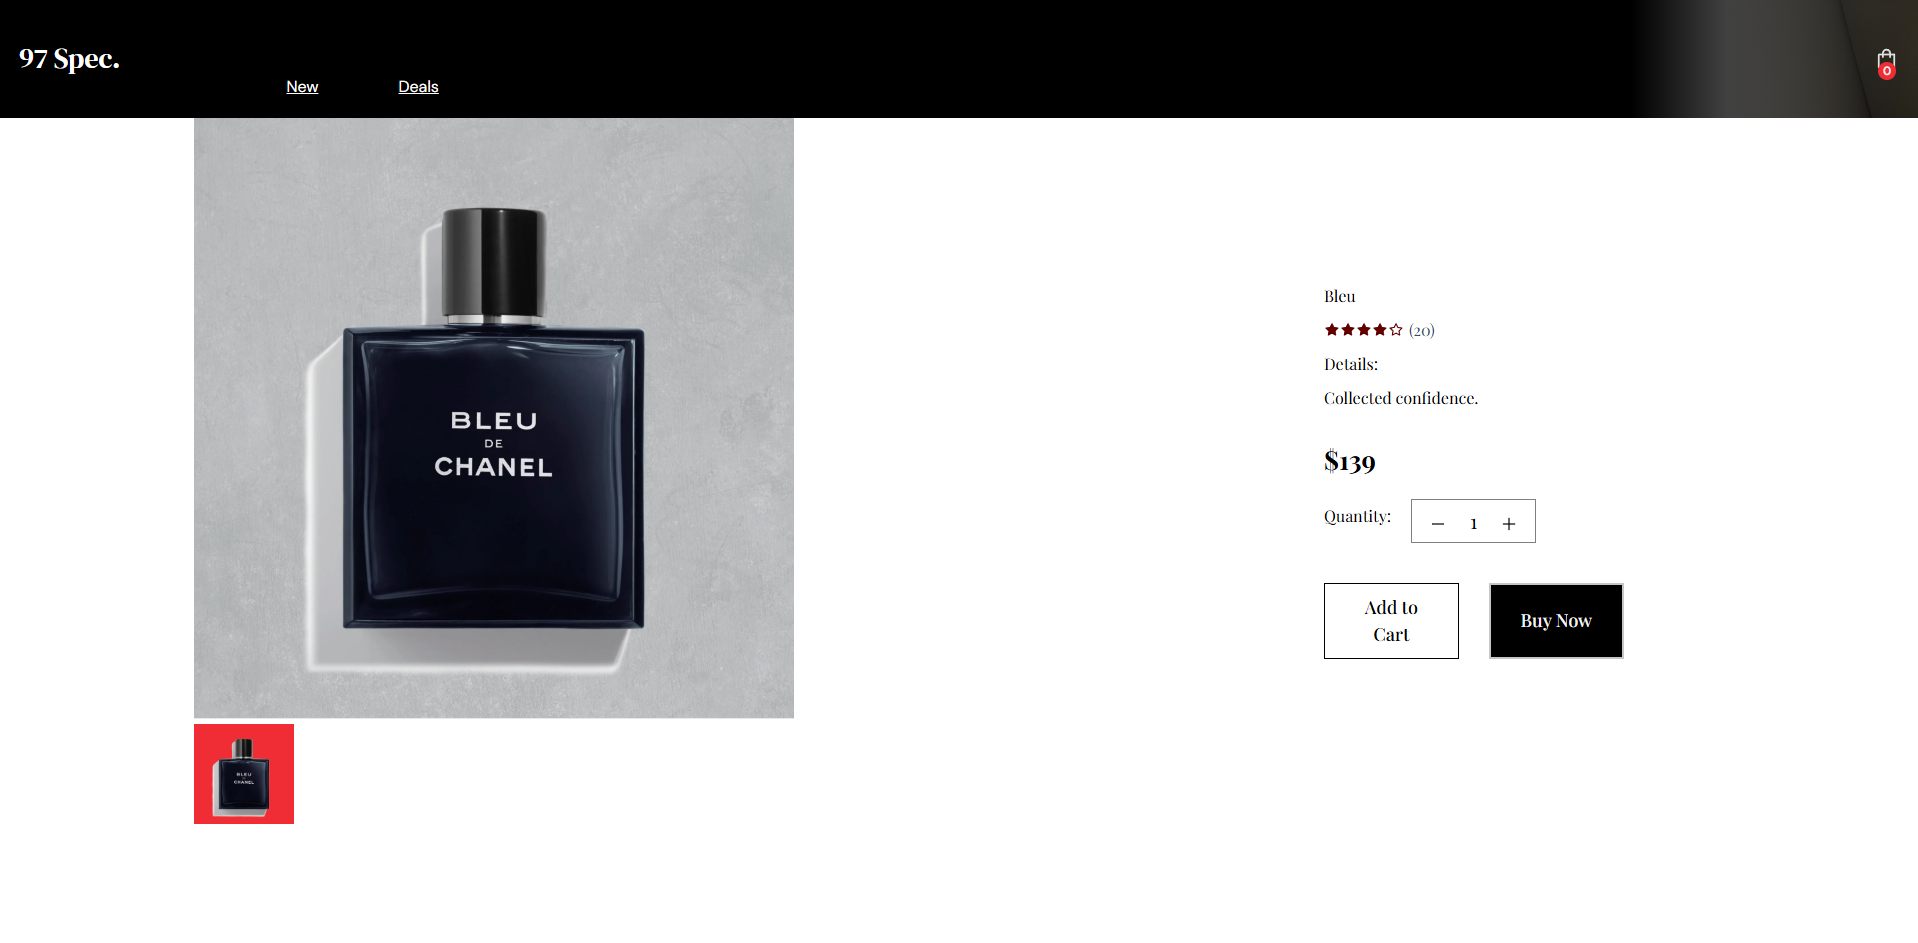 97 Spec.
New
Deals
0
BLEU
DE
CHANEL
Bleu
(20)
Details:
Collected confidence.
$139
Quantity:
1
Add to
Cart
Buy Now
BLEU
CHANEL